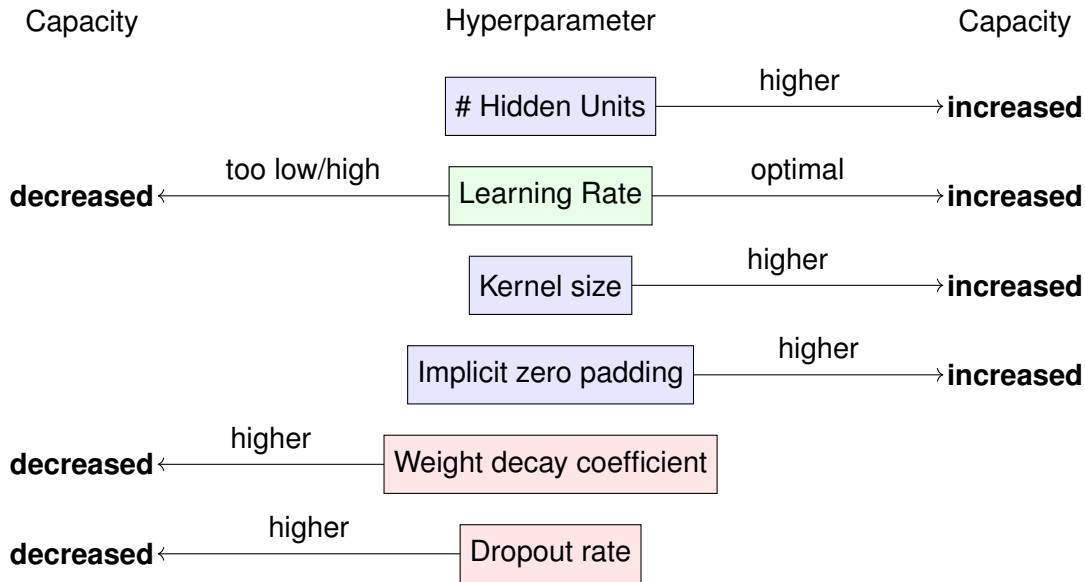 Capacity Hyperparameter Capacity
# Hidden Units higher increased
decreased too low/high Learning Rate optimal increased
Kernel size higher increased
Implicit zero padding higher increased
decreased higher Weight decay coefficient
decreased higher Dropout rate